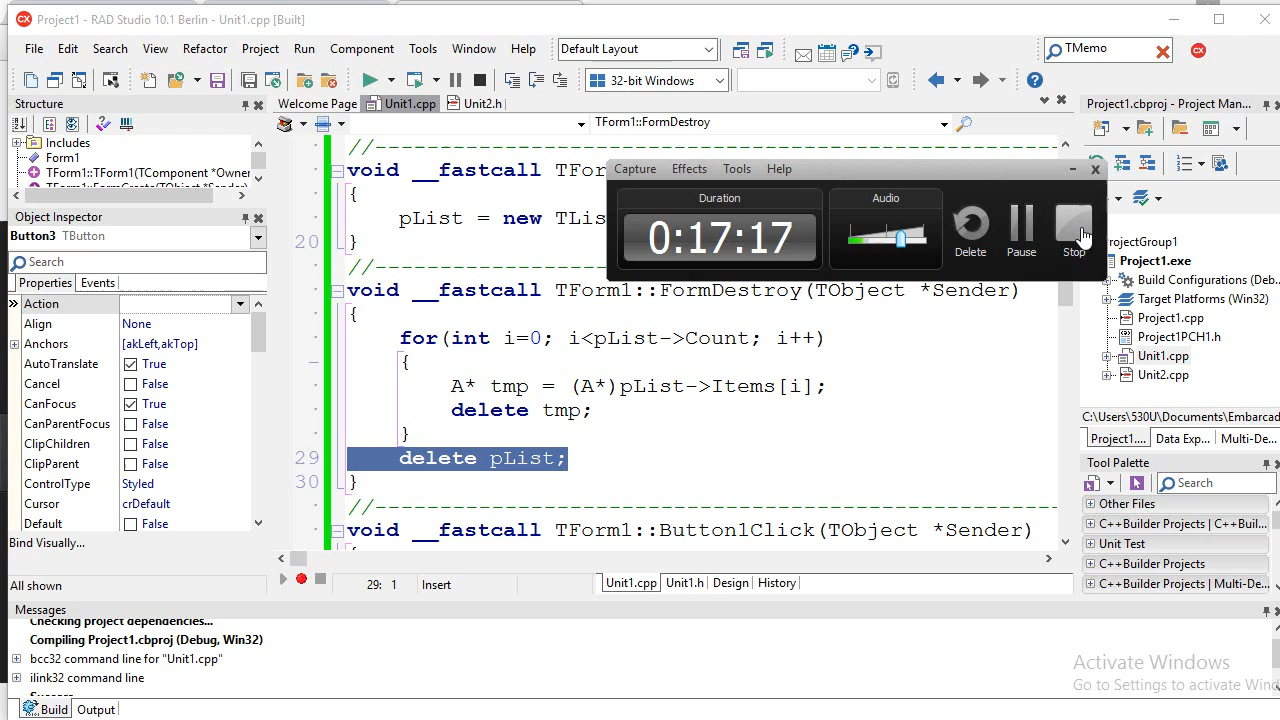 Project1 - RAD Studio 10.1 Berlin - Unit1.cpp [Built]
File Edit Search View Refactor Project Run Component Tools Window Help
Default Layout
TMemo
32-bit Windows
Structure
Includes
Form1
TForm1::TForm1(TComponent *Owner
TForm1::FormCreate(TObject *Sender)
Object Inspector
Button3 TButton
Search
Properties Events
Action
Align None
Anchors [akLeft,akTop]
AutoTranslate True
Cancel False
CanFocus True
CanParentFocus False
ClipChildren False
ClipParent False
ControlType Styled
Cursor crDefault
Default False
Bind Visually...
All shown
Welcome Page Unit1.cpp Unit2.h
TForm1::FormDestroy
//
void __fastcall TFor
{
pList = new TLis
20 }
//
void __fastcall TForm1::FormDestroy(TObject *Sender)
{
for(int i=0; i<pList->Count; i++)
{
A* tmp = (A*)pList->Items[i];
delete tmp;
}
29 delete pList;
30 }
//
void __fastcall TForm1::Button1Click(TObject *Sender)
29: 1 Insert
Unit1.cpp Unit1.h Design History
Capture Effects Tools Help
Duration
0:17:17
Audio
Delete
Pause
Stop
Project1.cbproj - Project Man...
rojectGroup1
Project1.exe
Build Configurations (Deb...
Target Platforms (Win32)
Project1.cpp
Project1PCH1.h
Unit1.cpp
Unit2.cpp
C:\Users\530U\Documents\Embarcad
Project1.... Data Exp... Multi-De...
Tool Palette
Search
Other Files
C++Builder Projects | C++Buil...
Unit Test
C++Builder Projects
C++Builder Projects | Multi-De...
Messages
Checking project dependencies...
Compiling Project1.cbproj (Debug, Win32)
bcc32 command line for "Unit1.cpp"
ilink32 command line
Success
Build Output
Activate Windows
Go to Settings to activate Wind